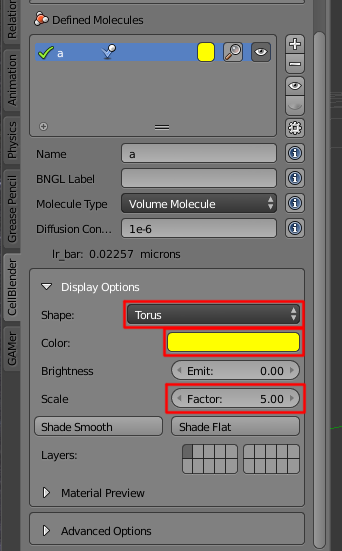 Relation
Animation
Physics
Grease Pencil
CellBlender
GAMer
Defined Molecules
a
Name a
BNGL Label
Molecule Type Volume Molecule
Diffusion Con... 1e-6
lr_bar: 0.02257 microns
Display Options
Shape: Torus
Color:
Brightness Emit: 0.00
Scale Factor: 5.00
Shade Smooth Shade Flat
Layers:
Material Preview
Advanced Options